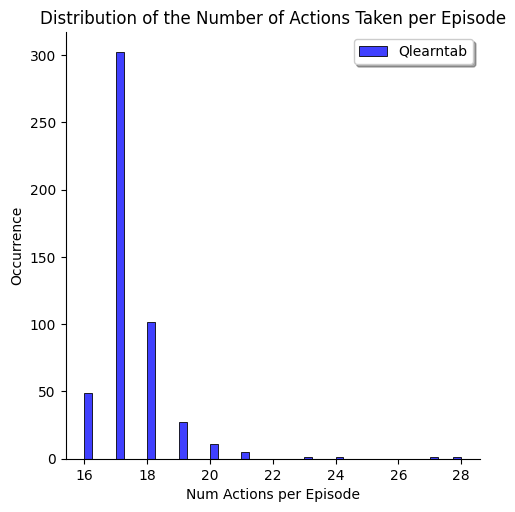 Distribution of the Number of Actions Taken per Episode
Qlearntab
Occurrence
300
250
200
150
100
50
0
16 18 20 22 24 26 28
Num Actions per Episode